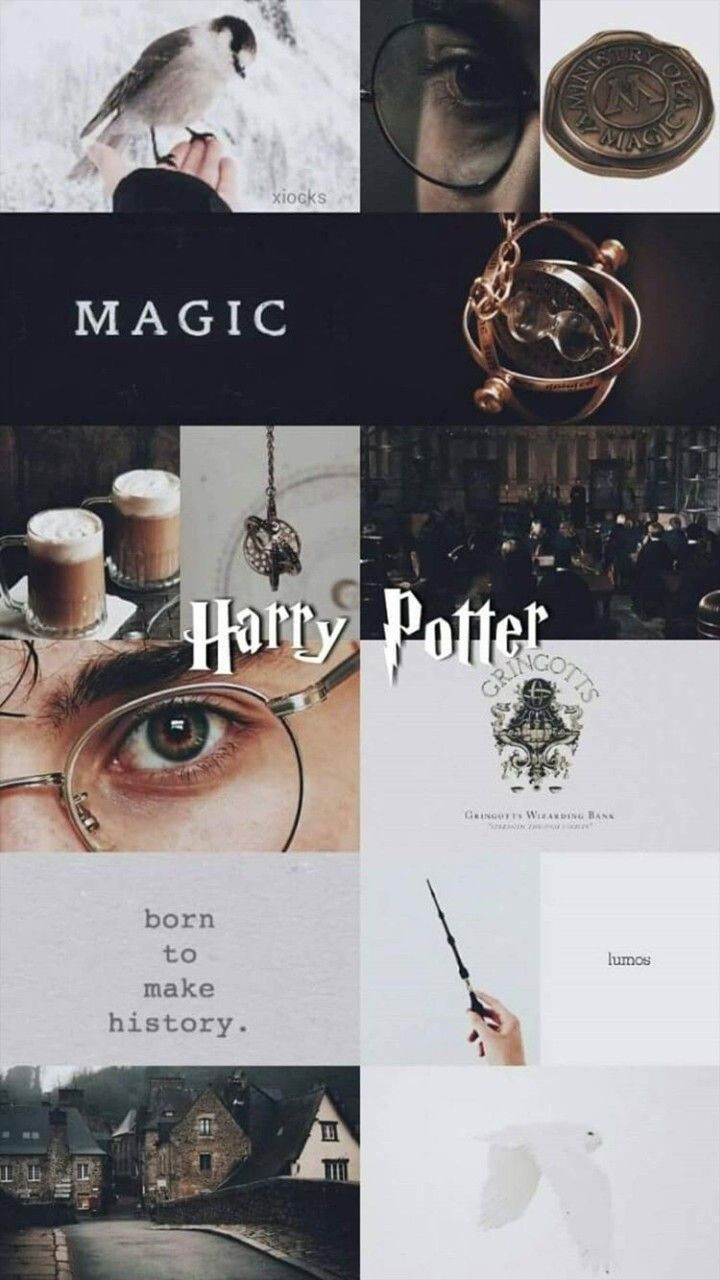 xiocks
MINISTRY OF
MAGIC
M
MAGIC
Harry Potter
GRINGOTTS
GRINGOTTS WIZARDING BANK
born
to
make
history.
lumos